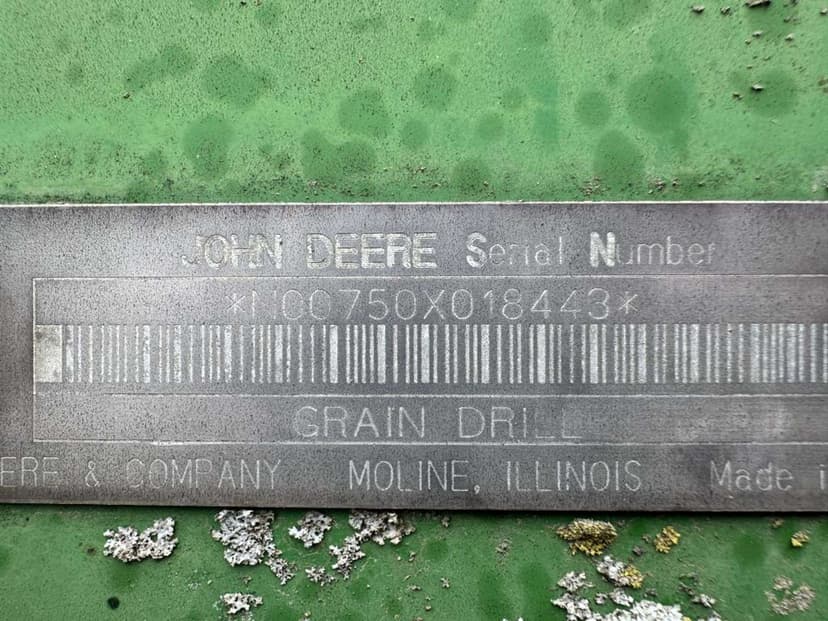 JOHN DEERE Serial Number
*N00750X018443*
GRAIN DRILL
ERE & COMPANY MOLINE, ILLINOIS Made i